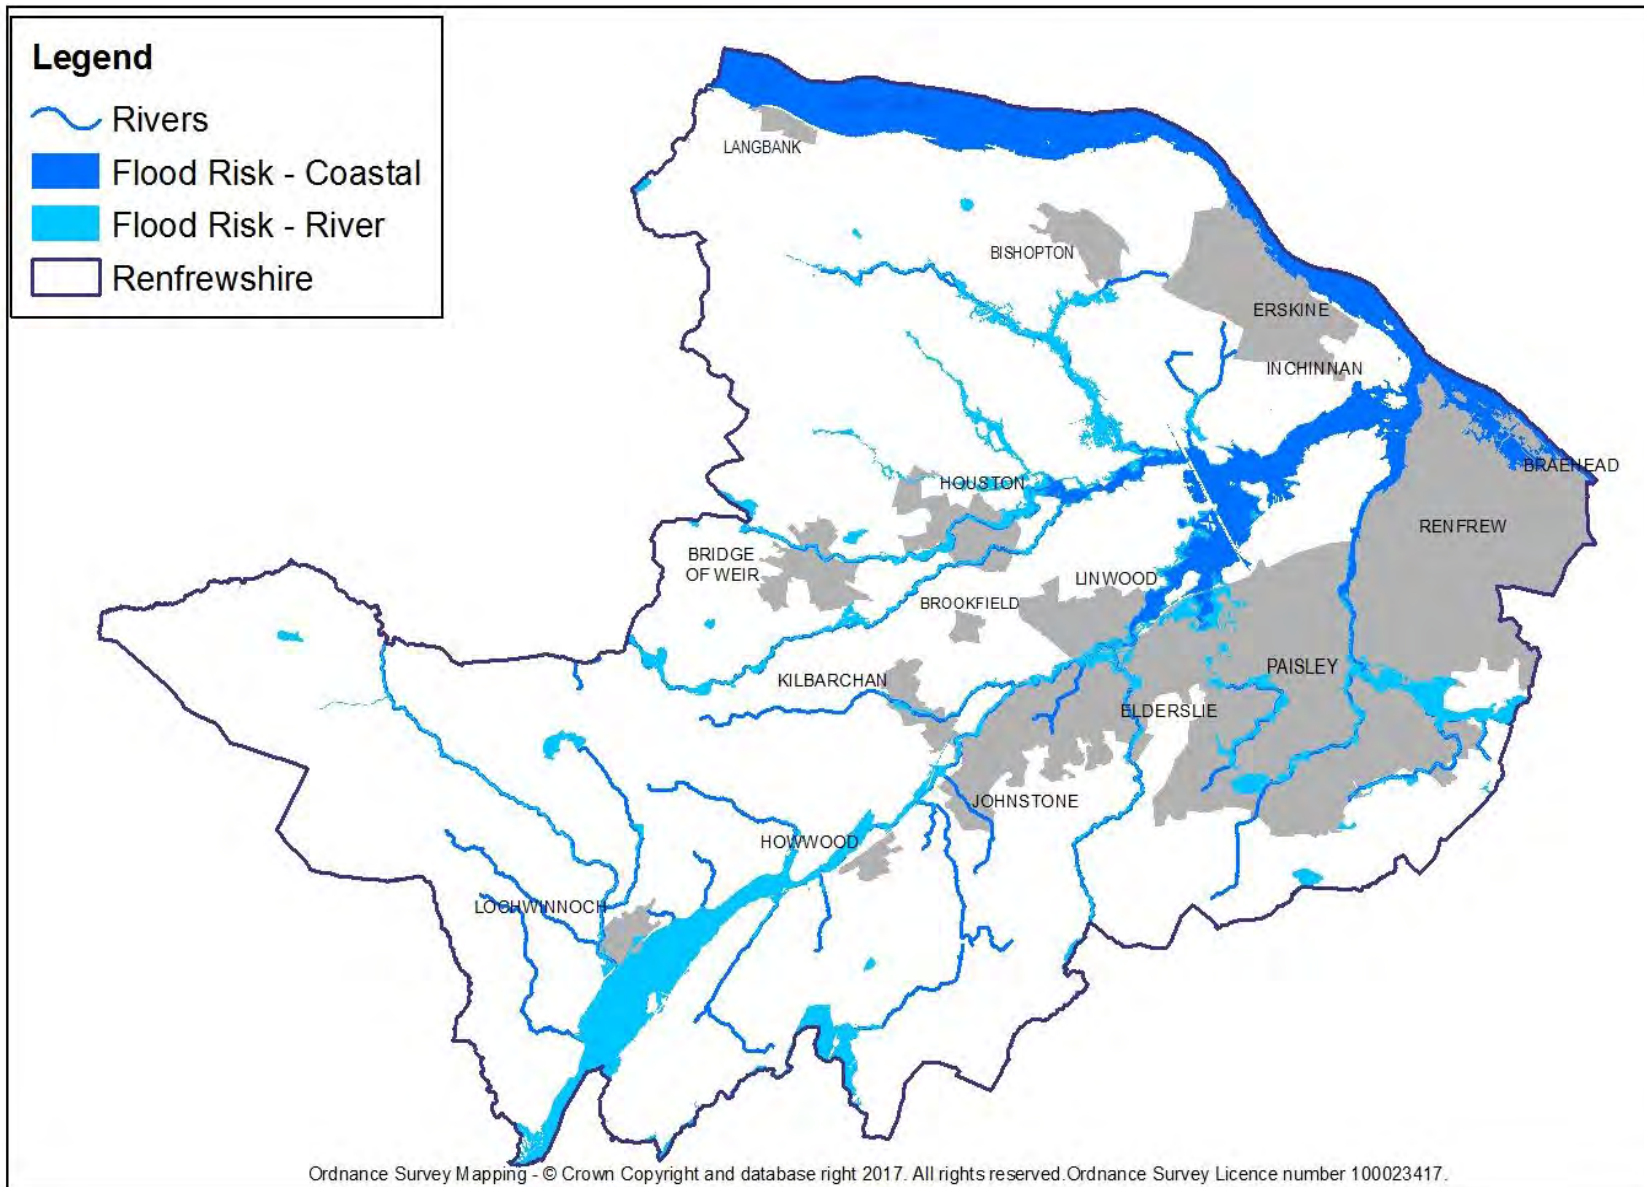 Legend
Rivers
Flood Risk - Coastal
Flood Risk - River
Renfrewshire
LANGBANK
BISHOPTON
ERSKINE
INCHINNAN
BRAEHEAD
HOUSTON
RENFREW
BRIDGE
OF WEIR
LINWOOD
BROOKFIELD
PAISLEY
KILBARCHAN
ELDERSLIE
JOHNSTONE
HOWWOOD
LOCHWINNOCH
Ordnance Survey Mapping - © Crown Copyright and database right 2017. All rights reserved.Ordnance Survey Licence number 100023417.